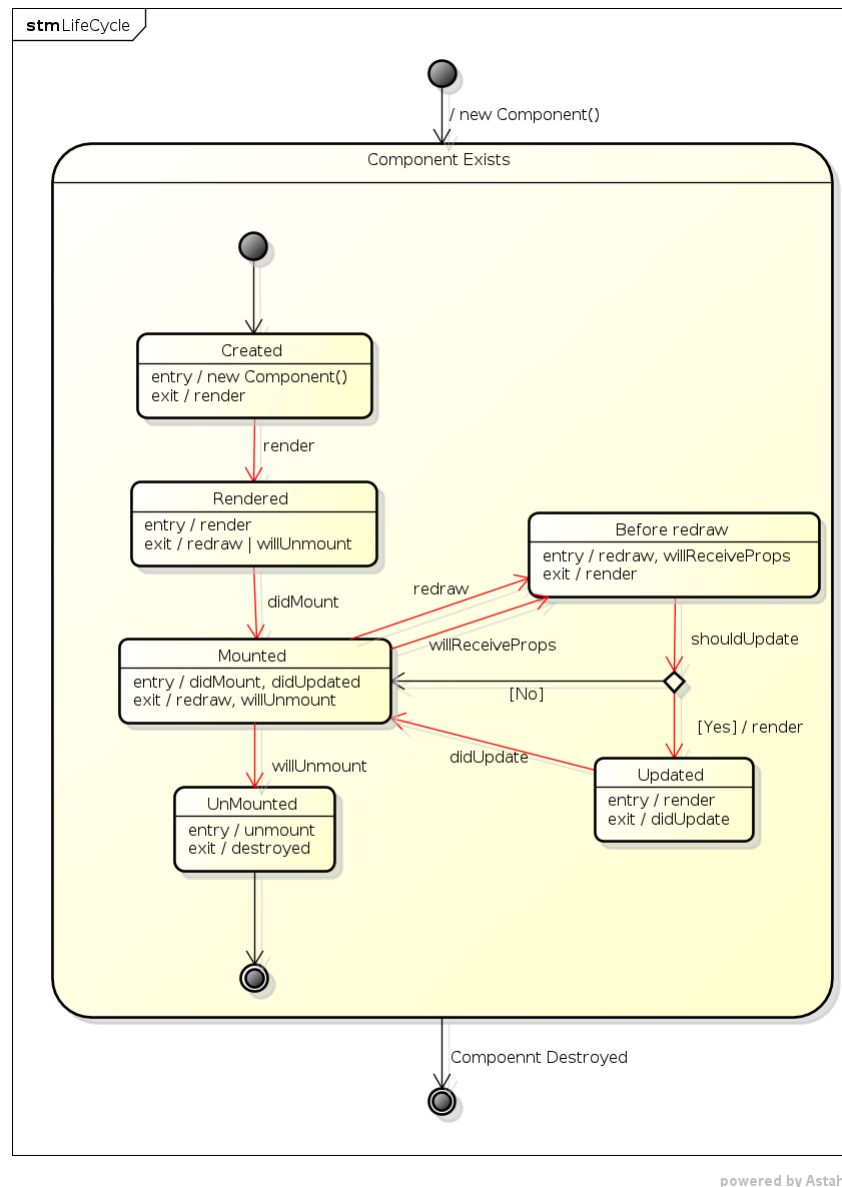 stm LifeCycle
/ new Component()
Component Exists
Created
entry / new Component()
exit / render
render
Rendered
entry / render
exit / redraw | willUnmount
Before redraw
entry / redraw, willReceiveProps
exit / render
redraw
didMount
willReceiveProps
shouldUpdate
Mounted
entry / didMount, didUpdated
exit / redraw, willUnmount
[No]
[Yes] / render
didUpdate
willUnmount
Updated
entry / render
exit / didUpdate
UnMounted
entry / unmount
exit / destroyed
Compoennt Destroyed
powered by Astah